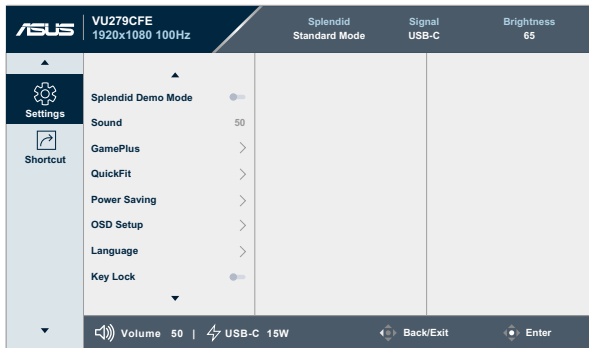 ASUS
VU279CFE
1920x1080 100Hz
Splendid
Standard Mode
Signal
USB-C
Brightness
65
Settings
Shortcut
Splendid Demo Mode
Sound 50
GamePlus
QuickFit
Power Saving
OSD Setup
Language
Key Lock
Volume 50 | USB-C 15W
Back/Exit
Enter